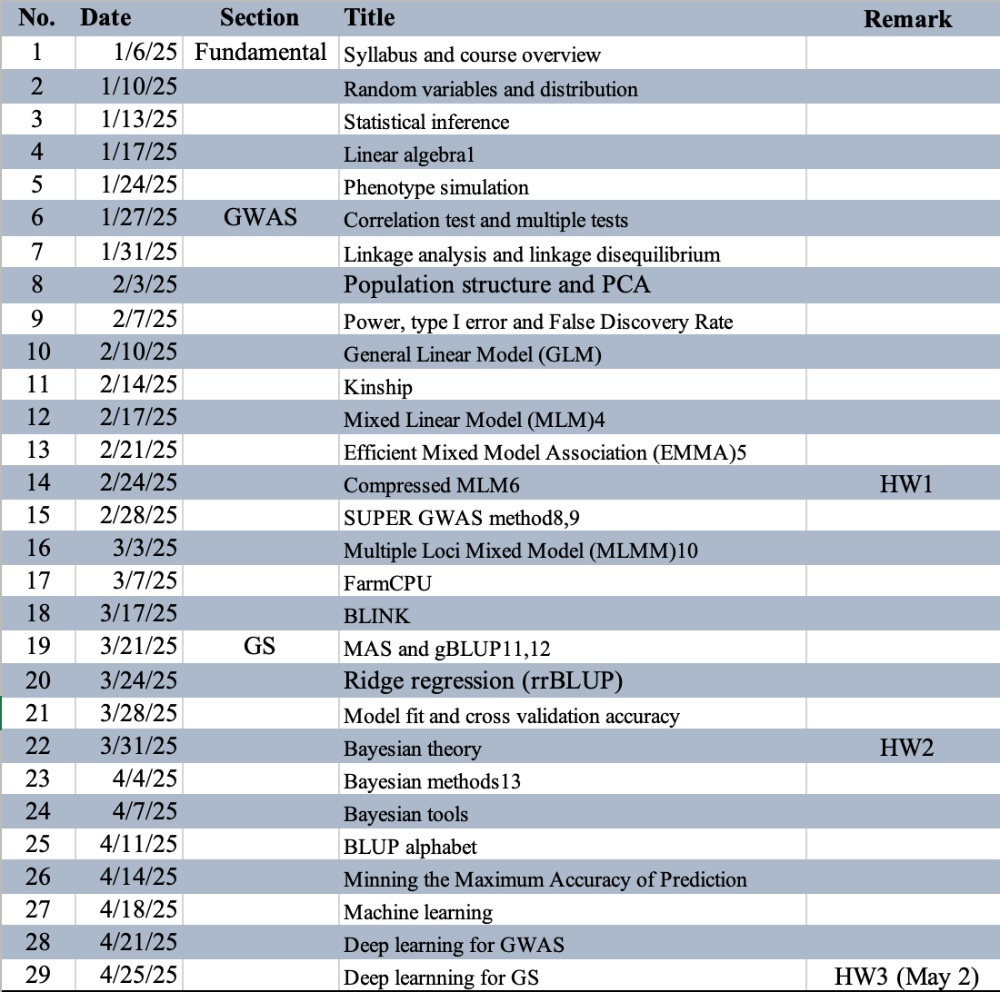 No. Date Section Title Remark
1 1/6/25 Fundamental Syllabus and course overview
2 1/10/25 Random variables and distribution
3 1/13/25 Statistical inference
4 1/17/25 Linear algebra1
5 1/24/25 Phenotype simulation
6 1/27/25 GWAS Correlation test and multiple tests
7 1/31/25 Linkage analysis and linkage disequilibrium
8 2/3/25 Population structure and PCA
9 2/7/25 Power, type I error and False Discovery Rate
10 2/10/25 General Linear Model (GLM)
11 2/14/25 Kinship
12 2/17/25 Mixed Linear Model (MLM)4
13 2/21/25 Efficient Mixed Model Association (EMMA)5
14 2/24/25 Compressed MLM6 HW1
15 2/28/25 SUPER GWAS method8,9
16 3/3/25 Multiple Loci Mixed Model (MLMM)10
17 3/7/25 FarmCPU
18 3/17/25 BLINK
19 3/21/25 GS MAS and gBLUP11,12
20 3/24/25 Ridge regression (rrBLUP)
21 3/28/25 Model fit and cross validation accuracy
22 3/31/25 Bayesian theory HW2
23 4/4/25 Bayesian methods13
24 4/7/25 Bayesian tools
25 4/11/25 BLUP alphabet
26 4/14/25 Minning the Maximum Accuracy of Prediction
27 4/18/25 Machine learning
28 4/21/25 Deep learning for GWAS
29 4/25/25 Deep learnning for GS HW3 (May 2)